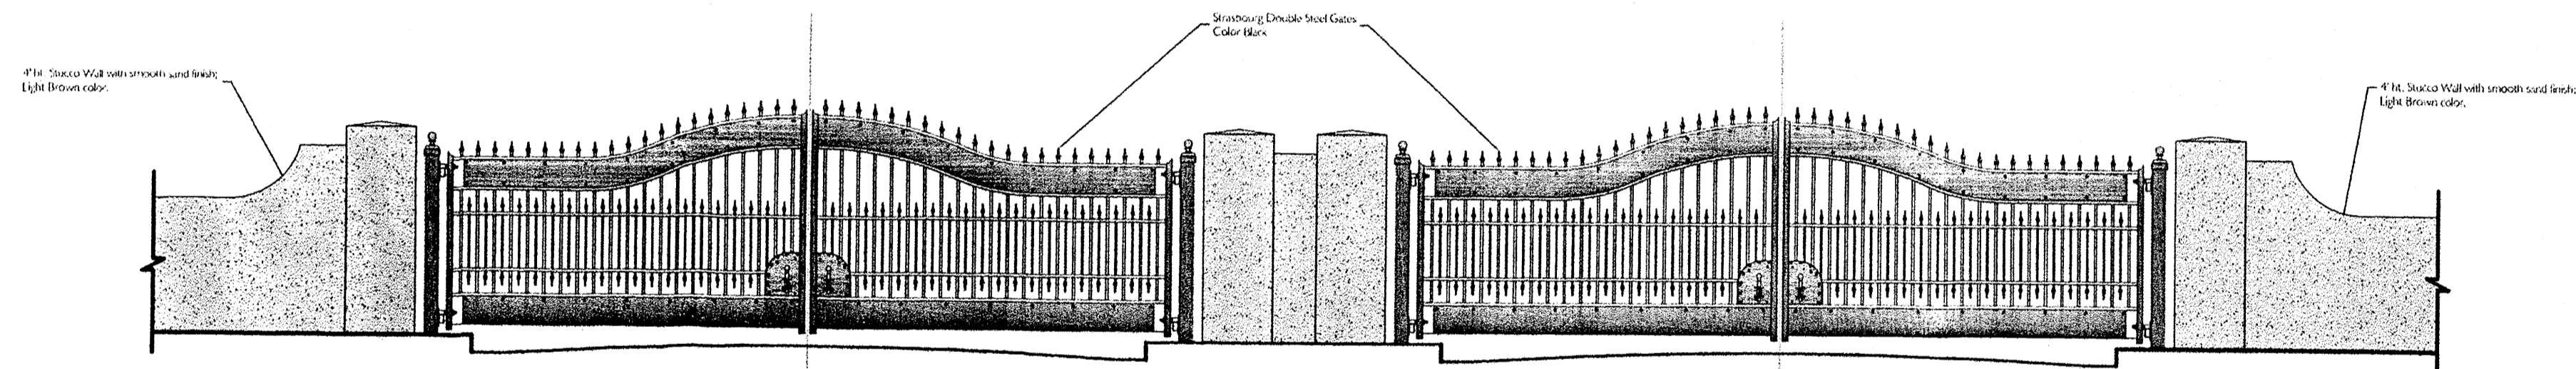 Strasbourg Double Steel Gates
Color Black
4' ht. Stucco Wall with smooth sand finish;
Light Brown color.
4' ht. Stucco Wall with smooth sand finish;
Light Brown color.